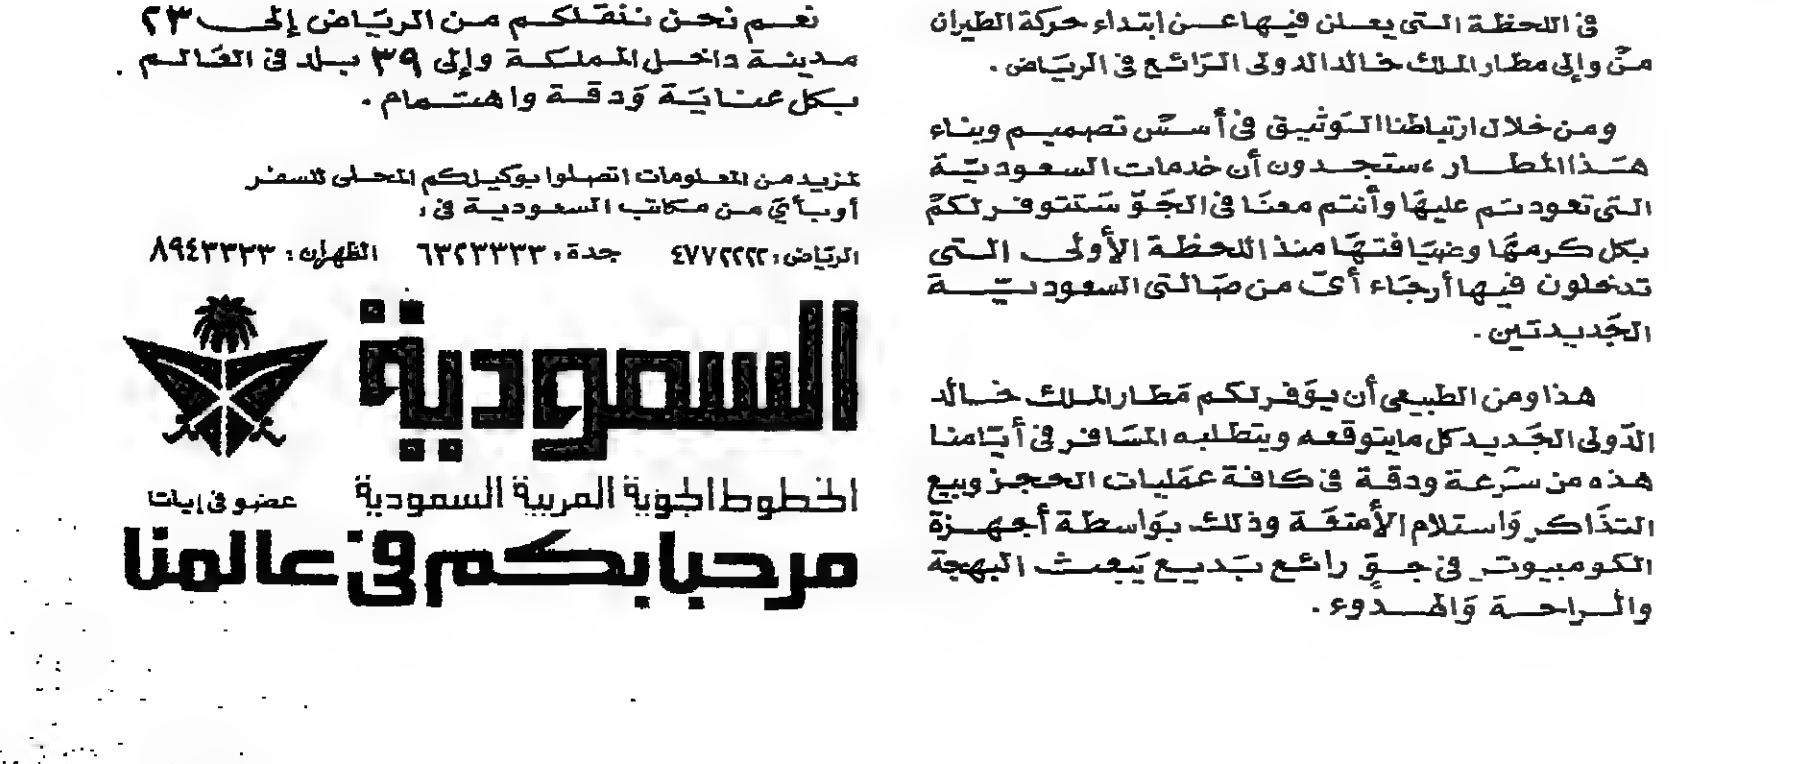 في اللحظة التي يعلن فيها عن ابتداء حركة الطيران
من وإلى مطار الملك خالد الدولي الرائع في الرياض .
ومن خلال ارتباطنا الوثيق في أسس تصميم وبناء
هذا المطار ، ستجدون أن خدمات السعودية
التي تعودتم عليها وأنتم معنا في الجو ستتوفر لكم
بكل كرمها وضيافتها منذ اللحظة الأولى التي
تدخلون فيها أرجاء أي من صالتي السعودية
الجديدتين .
هذا ومن الطبيعي أن يوفر لكم مطار الملك خالد
الدولي الجديد كل ما يتوقعه ويتطلبه المسافر في أيامنا
هذه من سرعة ودقة في كافة عمليات الحجز وبيع
التذاكر واستلام الأمتعة وذلك بواسطة أجهزة
الكومبيوتر في جو رائع بديع يبعث البهجة
والراحة والهدوء .
نعم نحن ننقلكم من الرياض إلى ٢٣
مدينة داخل المملكة وإلى ٣٩ بلد في العالم .
بكل عناية ودقة واهتمام .
لمزيد من المعلومات اتصلوا بوكيلكم المحلي للسفر
أو بأي من مكاتب السعودية في :
الرياض : ٤٧٧٢٢٢٢ جدة : ٦٣٢٣٣٣٣ الظهران : ٨٩٤٣٣٣٣
السعودية
الخطوط الجوية العربية السعودية عضو في إياتا
مرحبا بكم في عالمنا